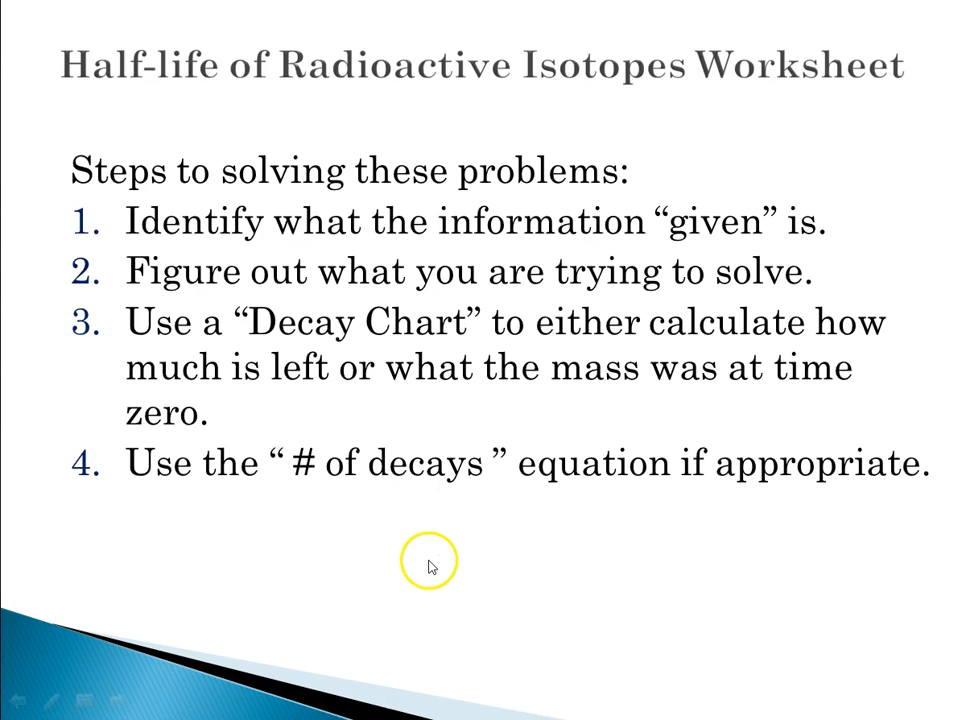 Half-life of Radioactive Isotopes Worksheet
Steps to solving these problems:
1. Identify what the information “given” is.
2. Figure out what you are trying to solve.
3. Use a “Decay Chart” to either calculate how
much is left or what the mass was at time
zero.
4. Use the “ # of decays ” equation if appropriate.